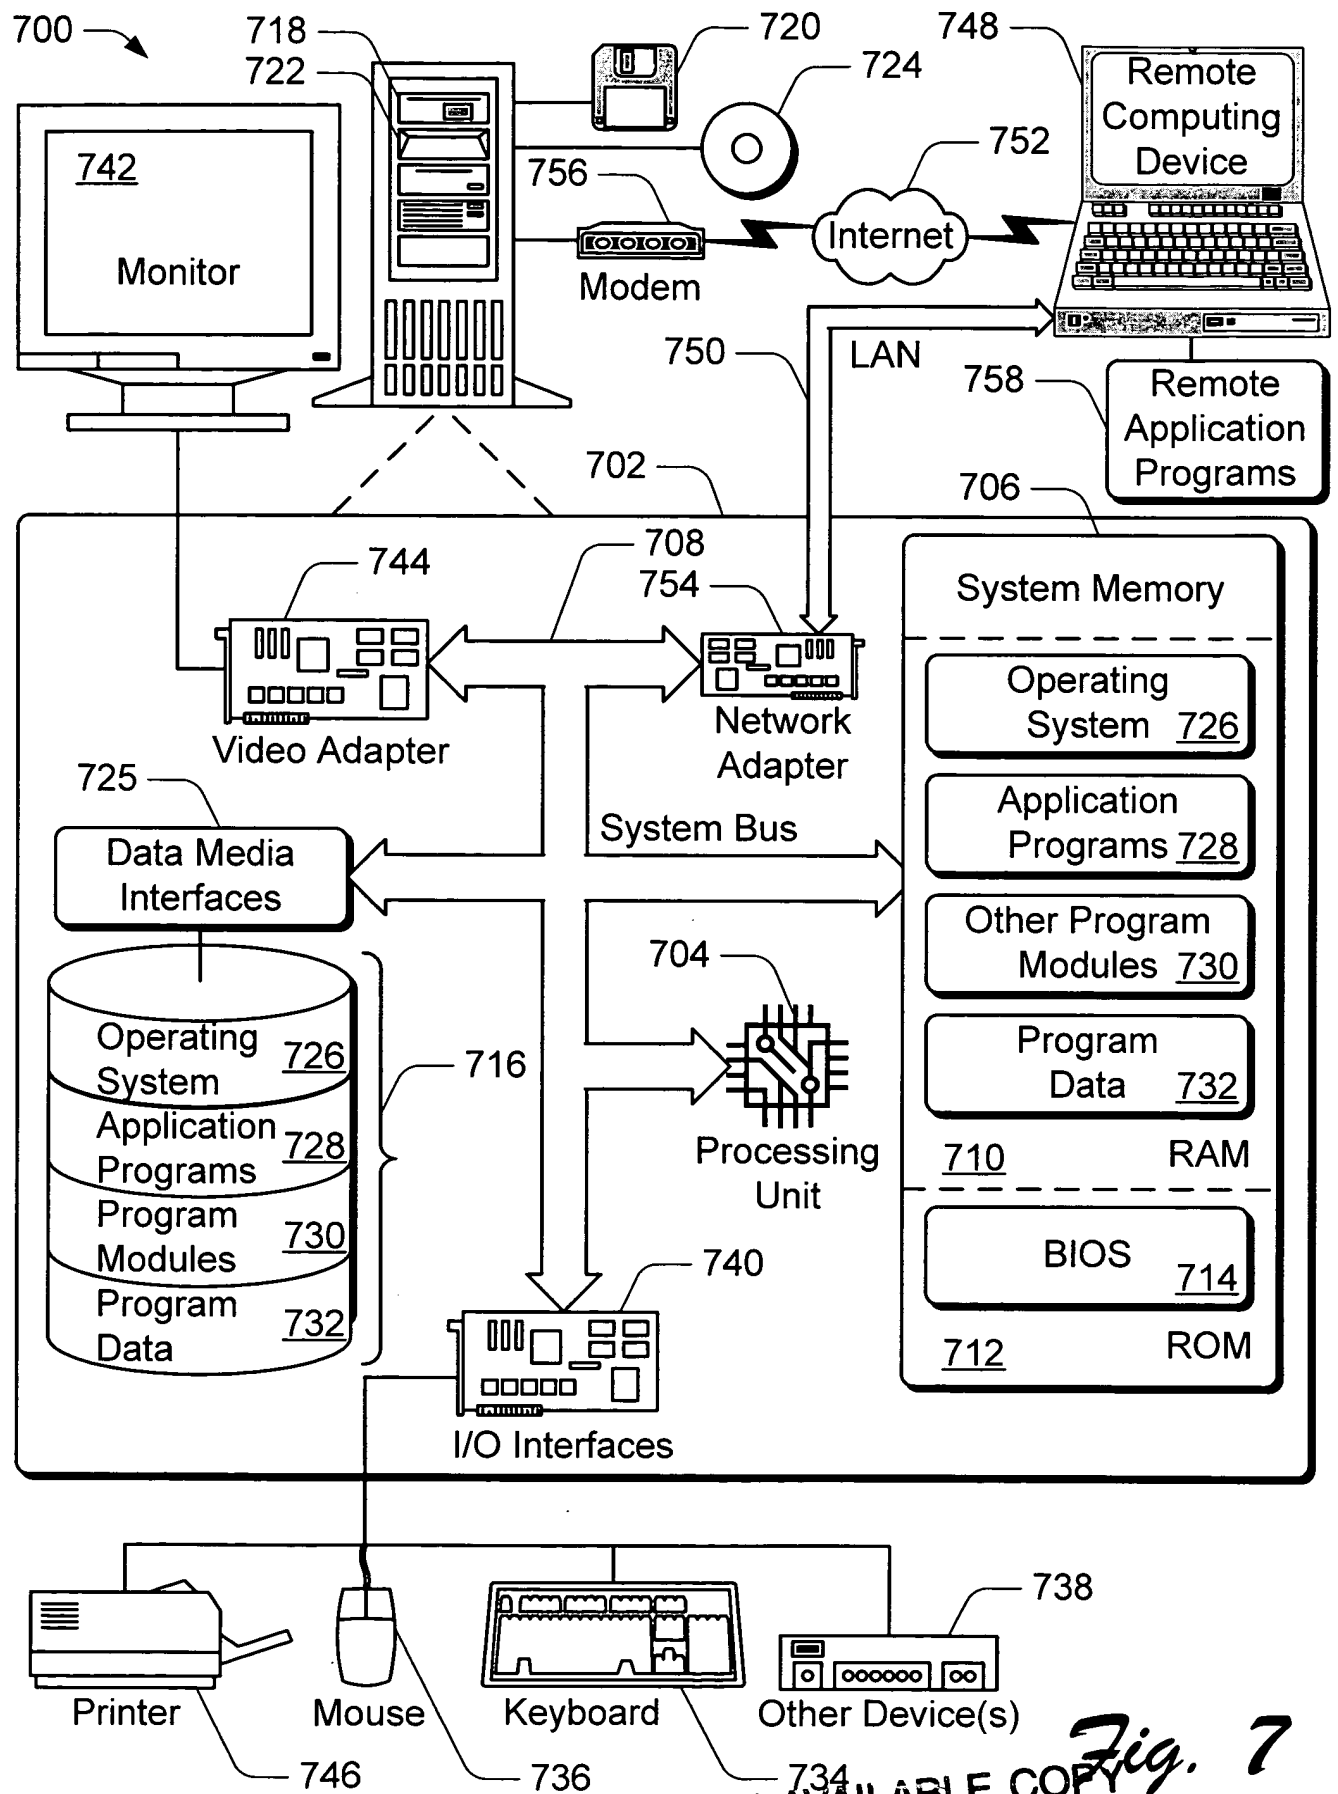 700
718
722
720
724
748
Remote
Computing
Device
742
Monitor
756
Modem
752
Internet
750
LAN
758
Remote
Application
Programs
702
706
708
744
754
System Memory
Operating
System 726
Video Adapter
Network
Adapter
Application
Programs 728
725
Data Media
Interfaces
System Bus
Other Program
Modules 730
704
Processing
Unit
Program
Data 732
710 RAM
Operating
System 726
Application
Programs 728
Program
Modules 730
Program
Data 732
716
BIOS
714
712 ROM
740
I/O Interfaces
738
Printer
Mouse
Keyboard
Other Device(s)
746
736
734
AVAILABLE COPY
Fig. 7